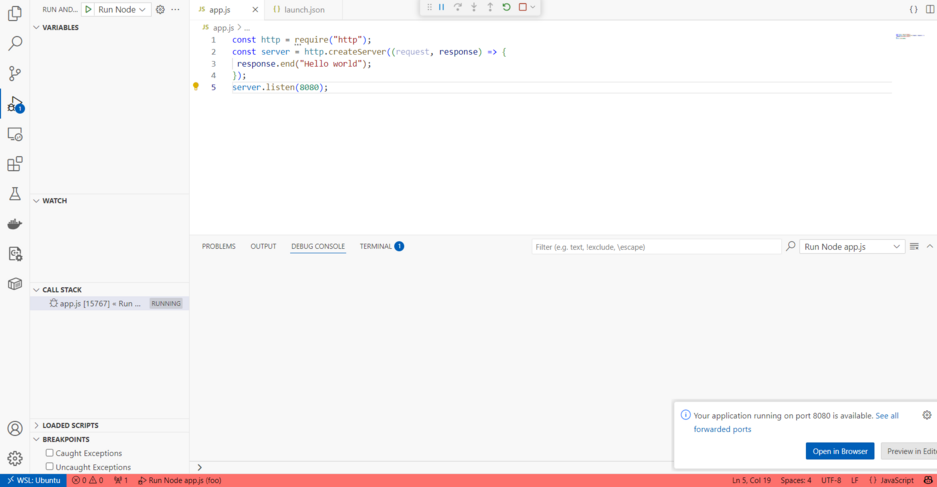 RUN AND... Run Node
app.js
launch.json
VARIABLES
WATCH
CALL STACK
app.js [15767] « Run ... RUNNING
LOADED SCRIPTS
BREAKPOINTS
Caught Exceptions
Uncaught Exceptions
1
JS app.js
{} launch.json
JS app.js > ...
1 const http = require("http");
2 const server = http.createServer((request, response) => {
3 response.end("Hello world");
4 });
5 server.listen(8080);
PROBLEMS OUTPUT DEBUG CONSOLE TERMINAL 1
Filter (e.g. text, !exclude, \escape)
Run Node app.js
Your application running on port 8080 is available. See all
forwarded ports
Open in Browser
Preview in Edit
WSL: Ubuntu 0 0 1 Run Node app.js (foo) Ln 5, Col 19 Spaces: 4 UTF-8 LF {} JavaScript